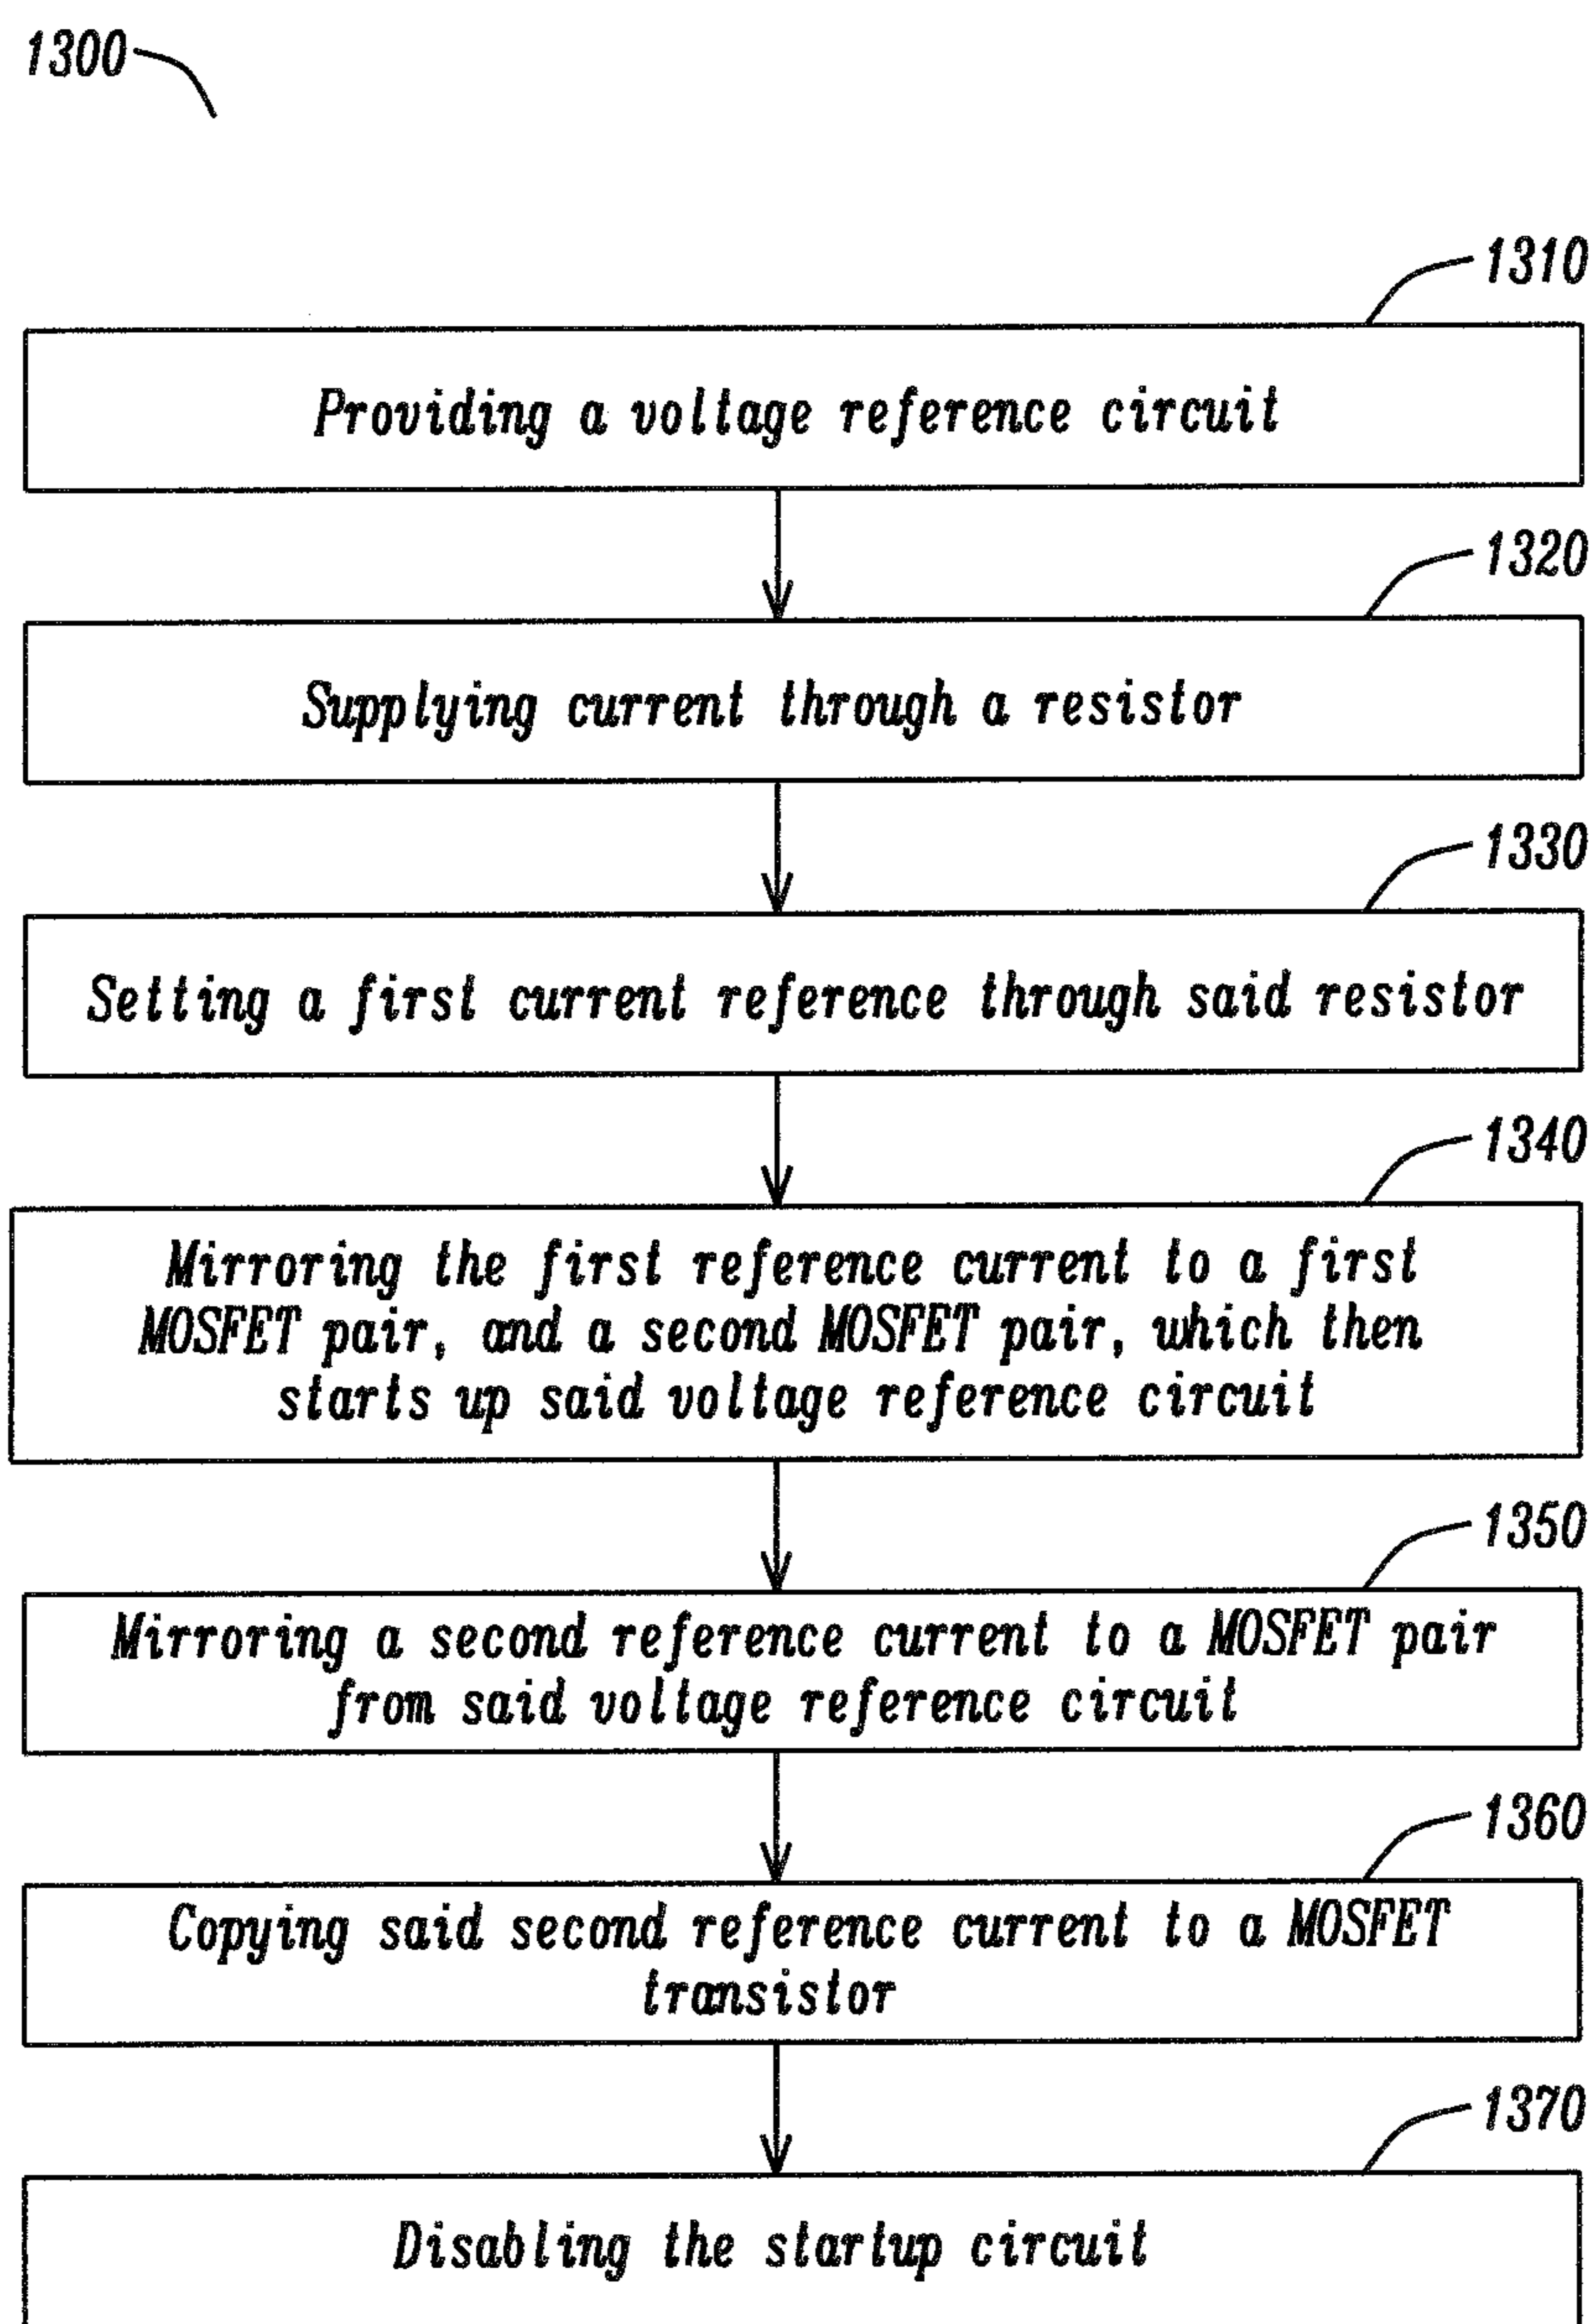 1300
1310
Providing a voltage reference circuit
1320
Supplying current through a resistor
1330
Setting a first current reference through said resistor
1340
Mirroring the first reference current to a first
MOSFET pair, and a second MOSFET pair, which then
starts up said voltage reference circuit
1350
Mirroring a second reference current to a MOSFET pair
from said voltage reference circuit
1360
Copying said second reference current to a MOSFET
transistor
1370
Disabling the startup circuit